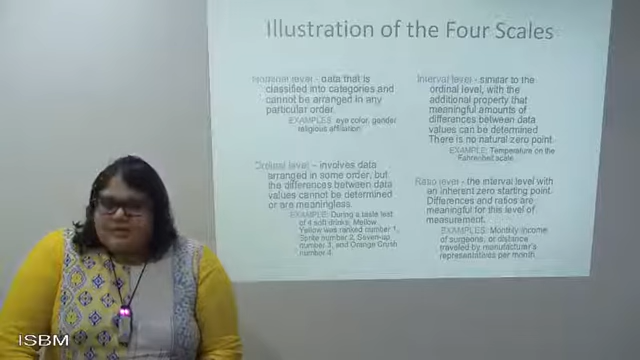 Illustration of the Four Scales
Nominal level - data that is
classified into categories and
cannot be arranged in any
particular order.
EXAMPLES: eye color, gender
religious affiliation.
Ordinal level – involves data
arranged in some order, but
the differences between data
values cannot be determined
or are meaningless.
EXAMPLE: During a taste test
of 4 soft drinks, Mellow
Yellow was ranked number 1,
Sprite number 2, Seven-up
number 3, and Orange Crush
number 4.
Interval level - similar to the
ordinal level, with the
additional property that
meaningful amounts of
differences between data
values can be determined
There is no natural zero point.
EXAMPLE: Temperature on the
Fahrenheit scale.
Ratio level - the interval level with
an inherent zero starting point.
Differences and ratios are
meaningful for this level of
measurement.
EXAMPLES: Monthly income
of surgeons, or distance
traveled by manufacturer's
representatives per month.
ISBM